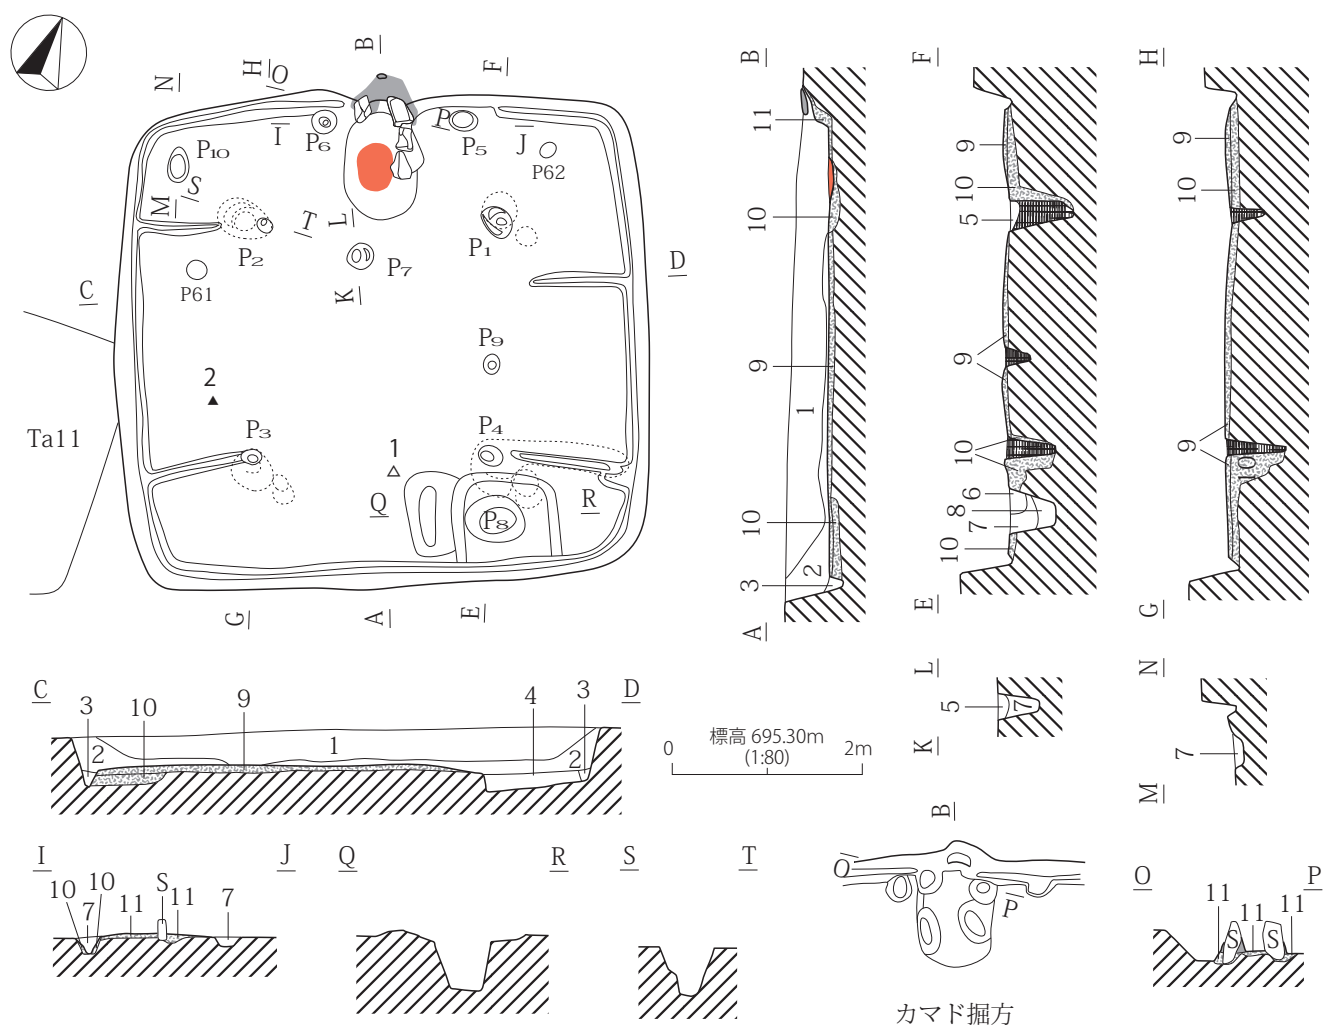 B
H O
F
N
I
P₆
P
P₅
J
P₁₀
P62
M S
T
L
P₂
P₁
P₇
D
P61
C
K
P₉
2
Ta11
P₃
P₄
1
Q
R
P₈
G
A
E
B
11
10
9
1
10
2
3
A
F
9
10
5
9
10
6
8
7
10
E
H
9
10
9
G
C
3
10
9
4
3
D
2
1
2
標高 695.30m
0
(1:80)
2m
L
5
7
K
N
7
M
I
J
10
10
7
11
S
11
7
Q
R
S
T
B
O
P
カマド掘方
O
P
11
11
11
S
S